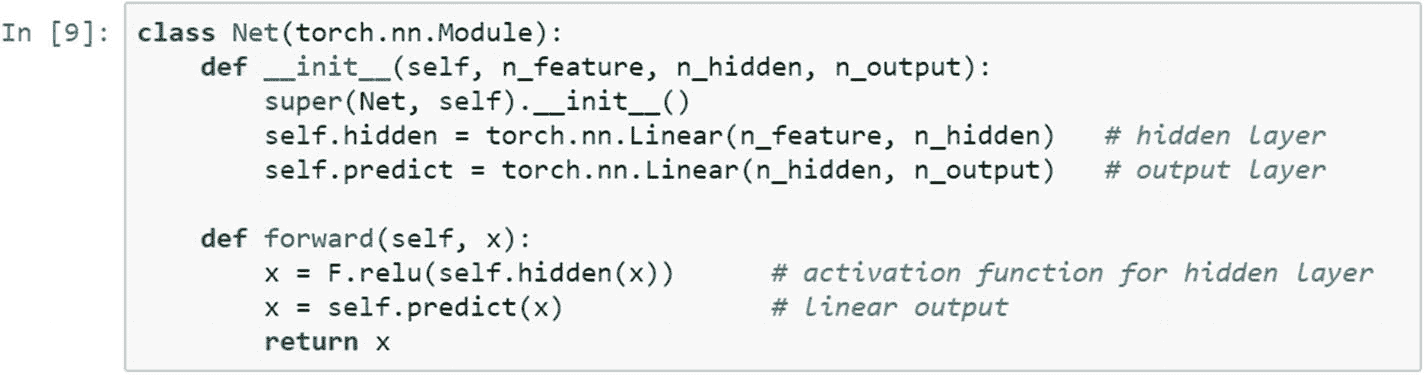 In [9]: class Net(torch.nn.Module):
    def __init__(self, n_feature, n_hidden, n_output):
        super(Net, self).__init__()
        self.hidden = torch.nn.Linear(n_feature, n_hidden)   # hidden layer
        self.predict = torch.nn.Linear(n_hidden, n_output)   # output layer

    def forward(self, x):
        x = F.relu(self.hidden(x))      # activation function for hidden layer
        x = self.predict(x)             # linear output
        return x